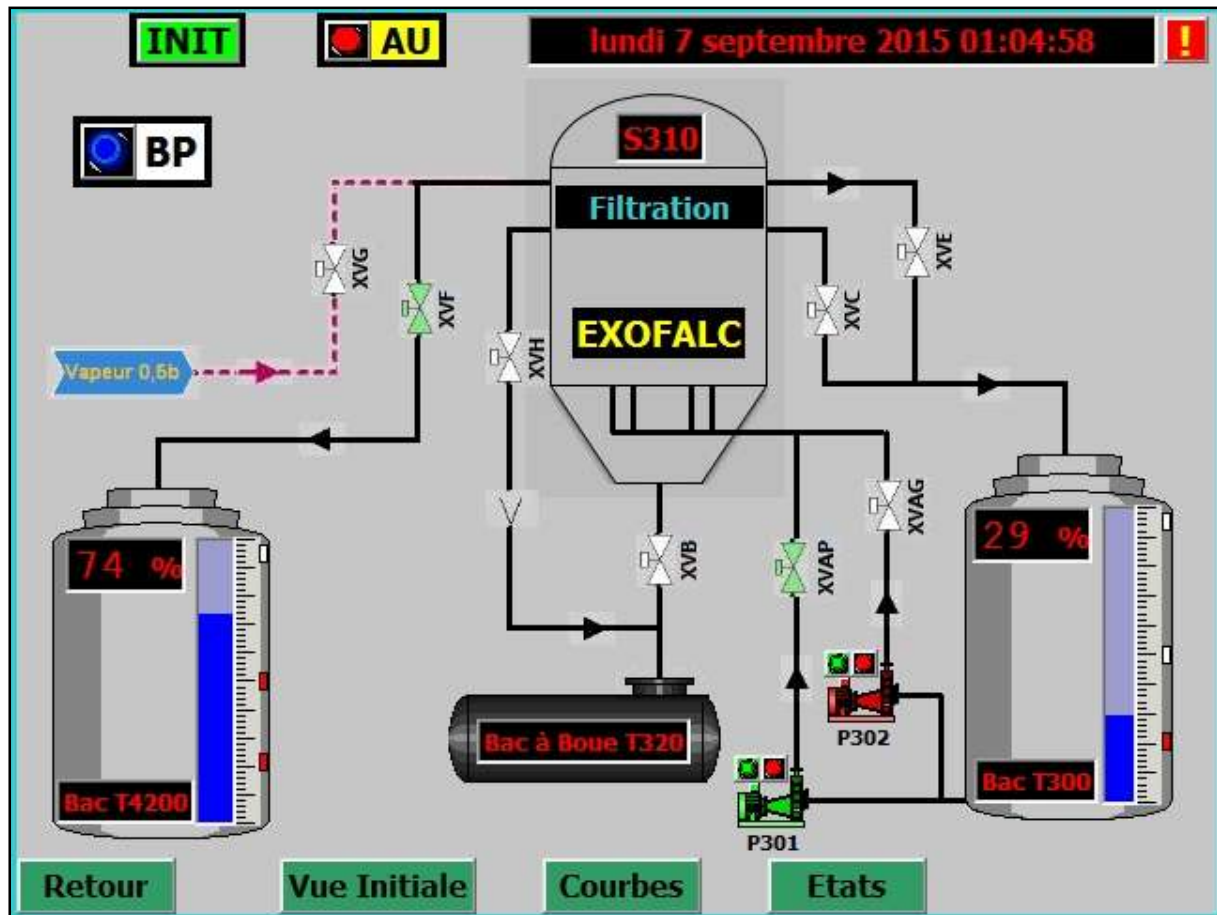 INIT
AU
lundi 7 septembre 2015 01:04:58
!
BP
S310
Filtration
EXOFALC
XVG
XVF
XVH
XVC
XVE
Vapeur 0,5b
XVB
XVAP
XVAG
74 %
29 %
Bac à Boue T320
P302
Bac T4200
Bac T300
P301
Retour
Vue Initiale
Courbes
Etats